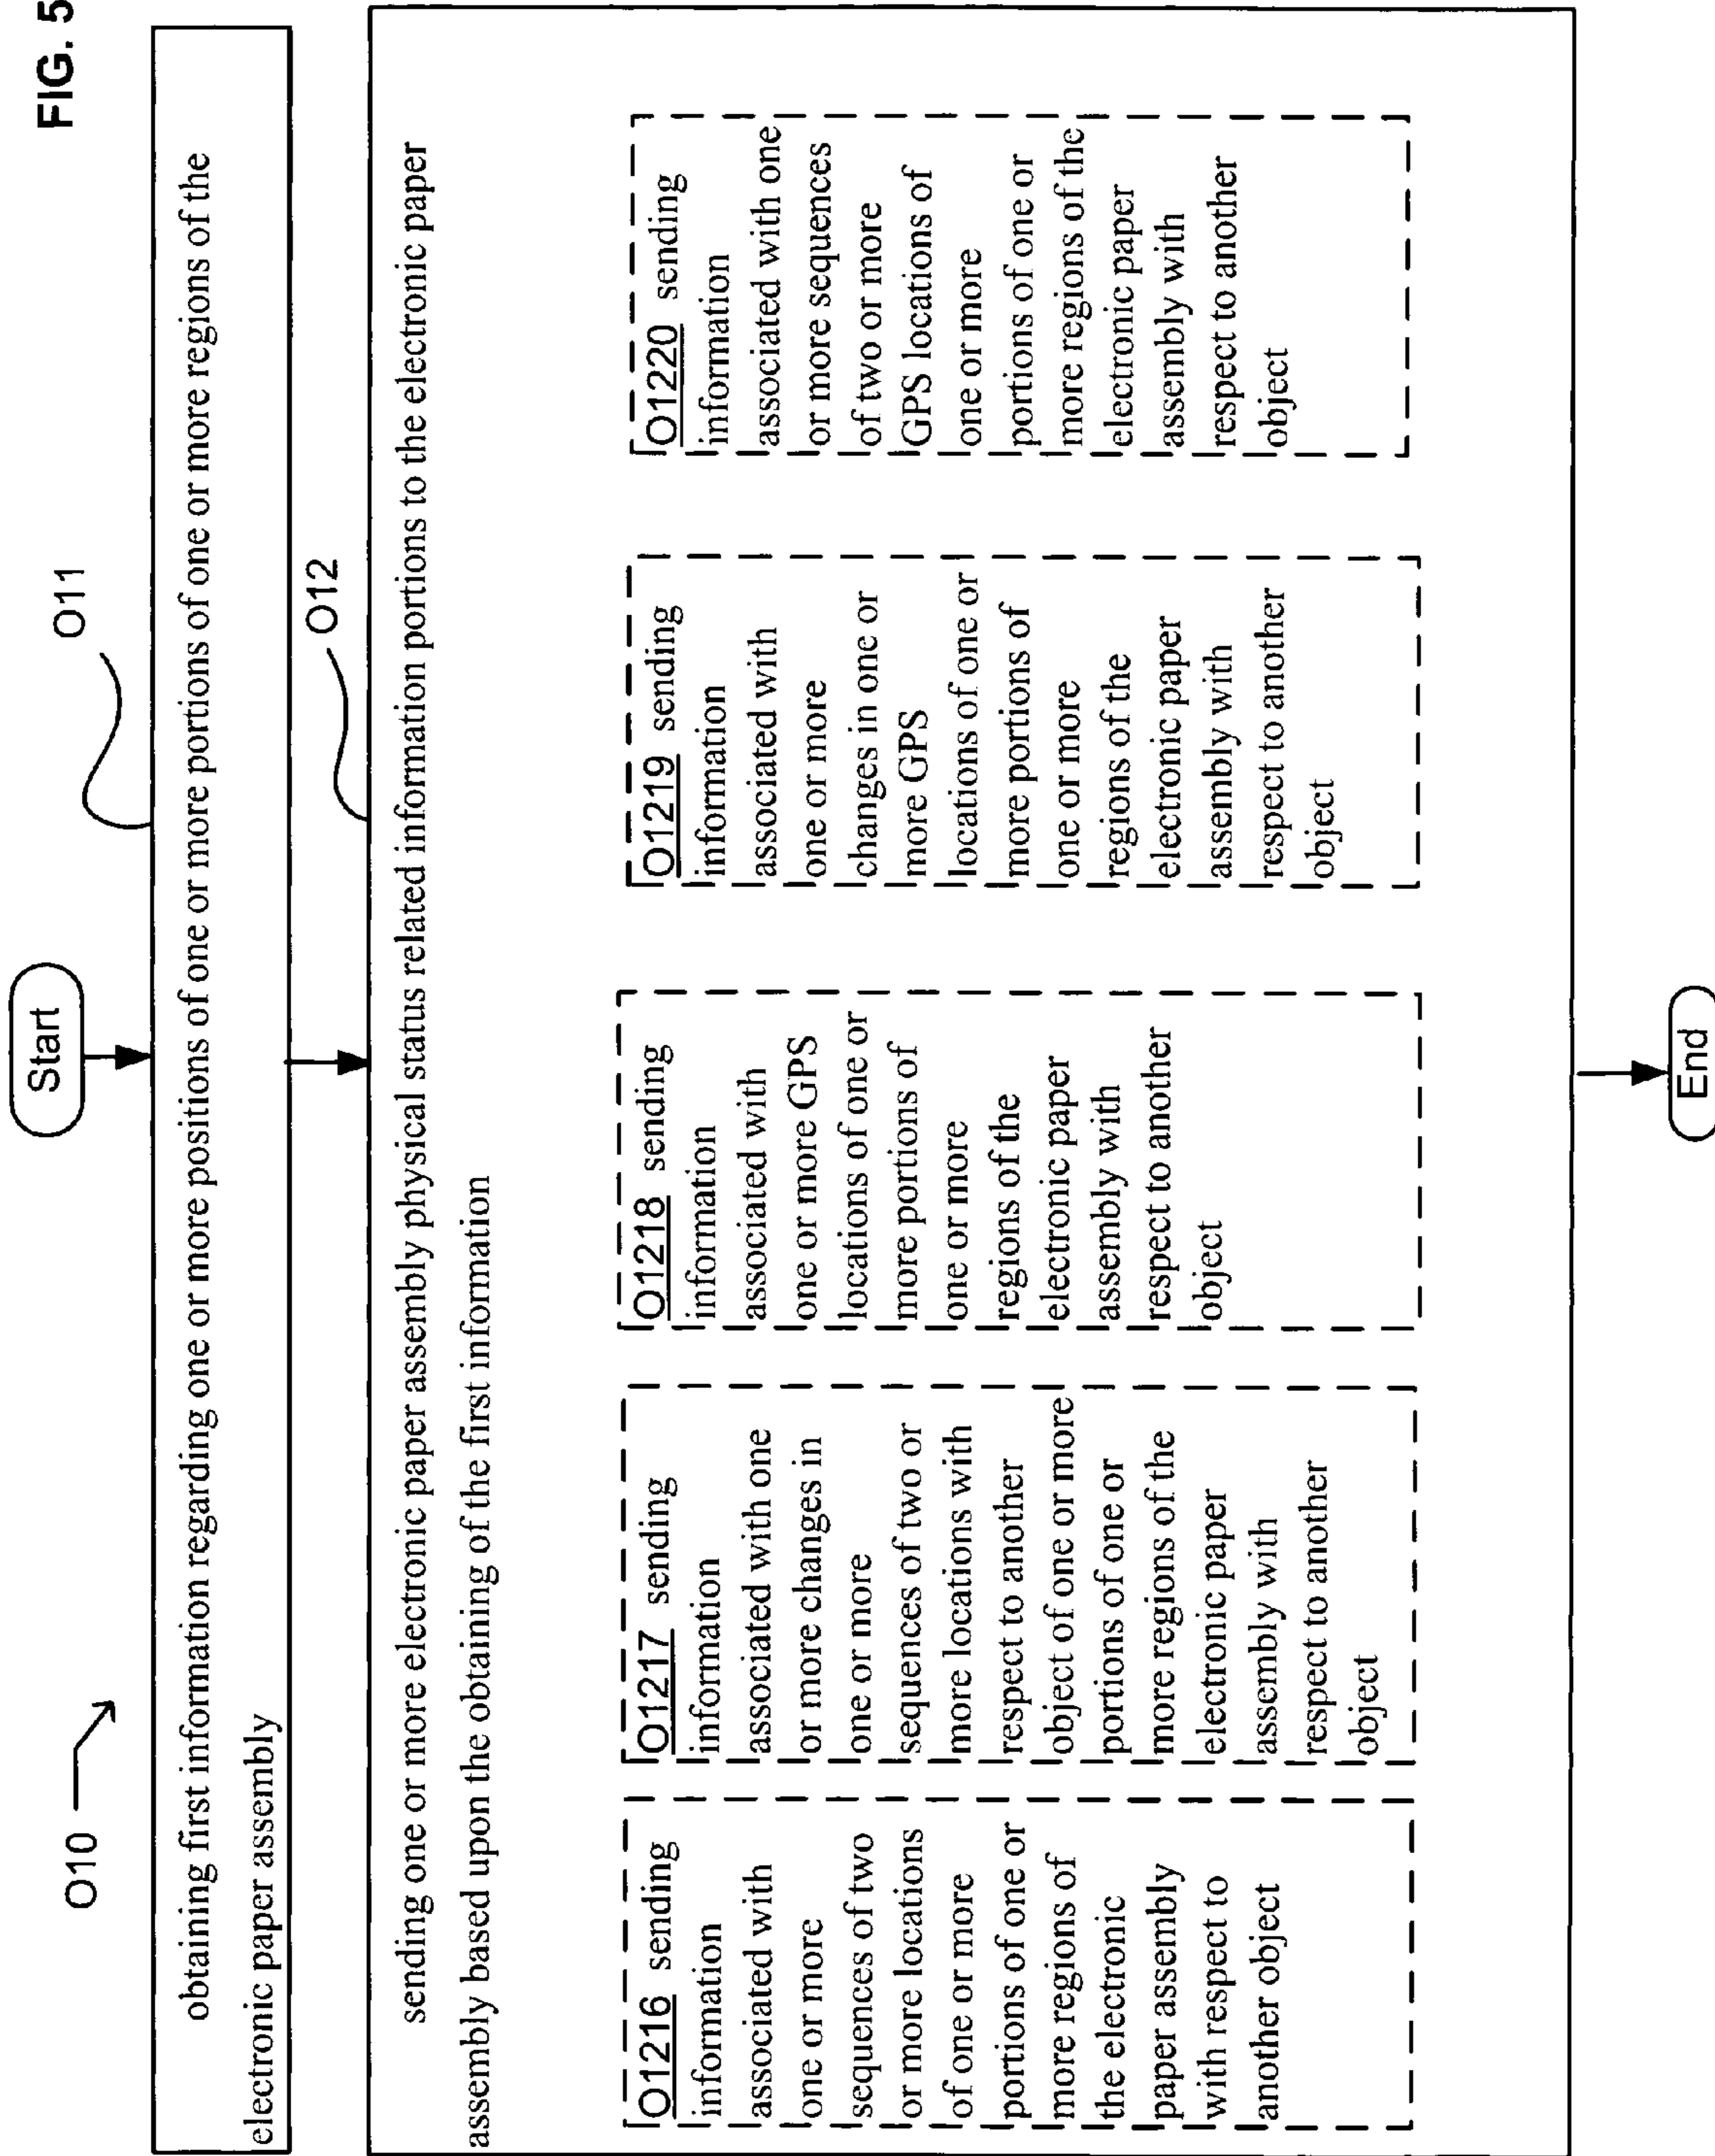 FIG. 5
O10
Start
O11
obtaining first information regarding one or more positions of one or more portions of one or more regions of the
electronic paper assembly
O12
sending one or more electronic paper assembly physical status related information portions to the electronic paper
assembly based upon the obtaining of the first information
O1216 sending
information
associated with
one or more
sequences of two
or more locations
of one or more
portions of one or
more regions of
the electronic
paper assembly
with respect to
another object
O1217 sending
information
associated with one
or more changes in
one or more
sequences of two or
more locations with
respect to another
object of one or more
portions of one or
more regions of the
electronic paper
assembly with
respect to another
object
O1218 sending
information
associated with
one or more GPS
locations of one or
more portions of
one or more
regions of the
electronic paper
assembly with
respect to another
object
O1219 sending
information
associated with
one or more
changes in one or
more GPS
locations of one or
more portions of
one or more
regions of the
electronic paper
assembly with
respect to another
object
O1220 sending
information
associated with one
or more sequences
of two or more
GPS locations of
one or more
portions of one or
more regions of the
electronic paper
assembly with
respect to another
object
End